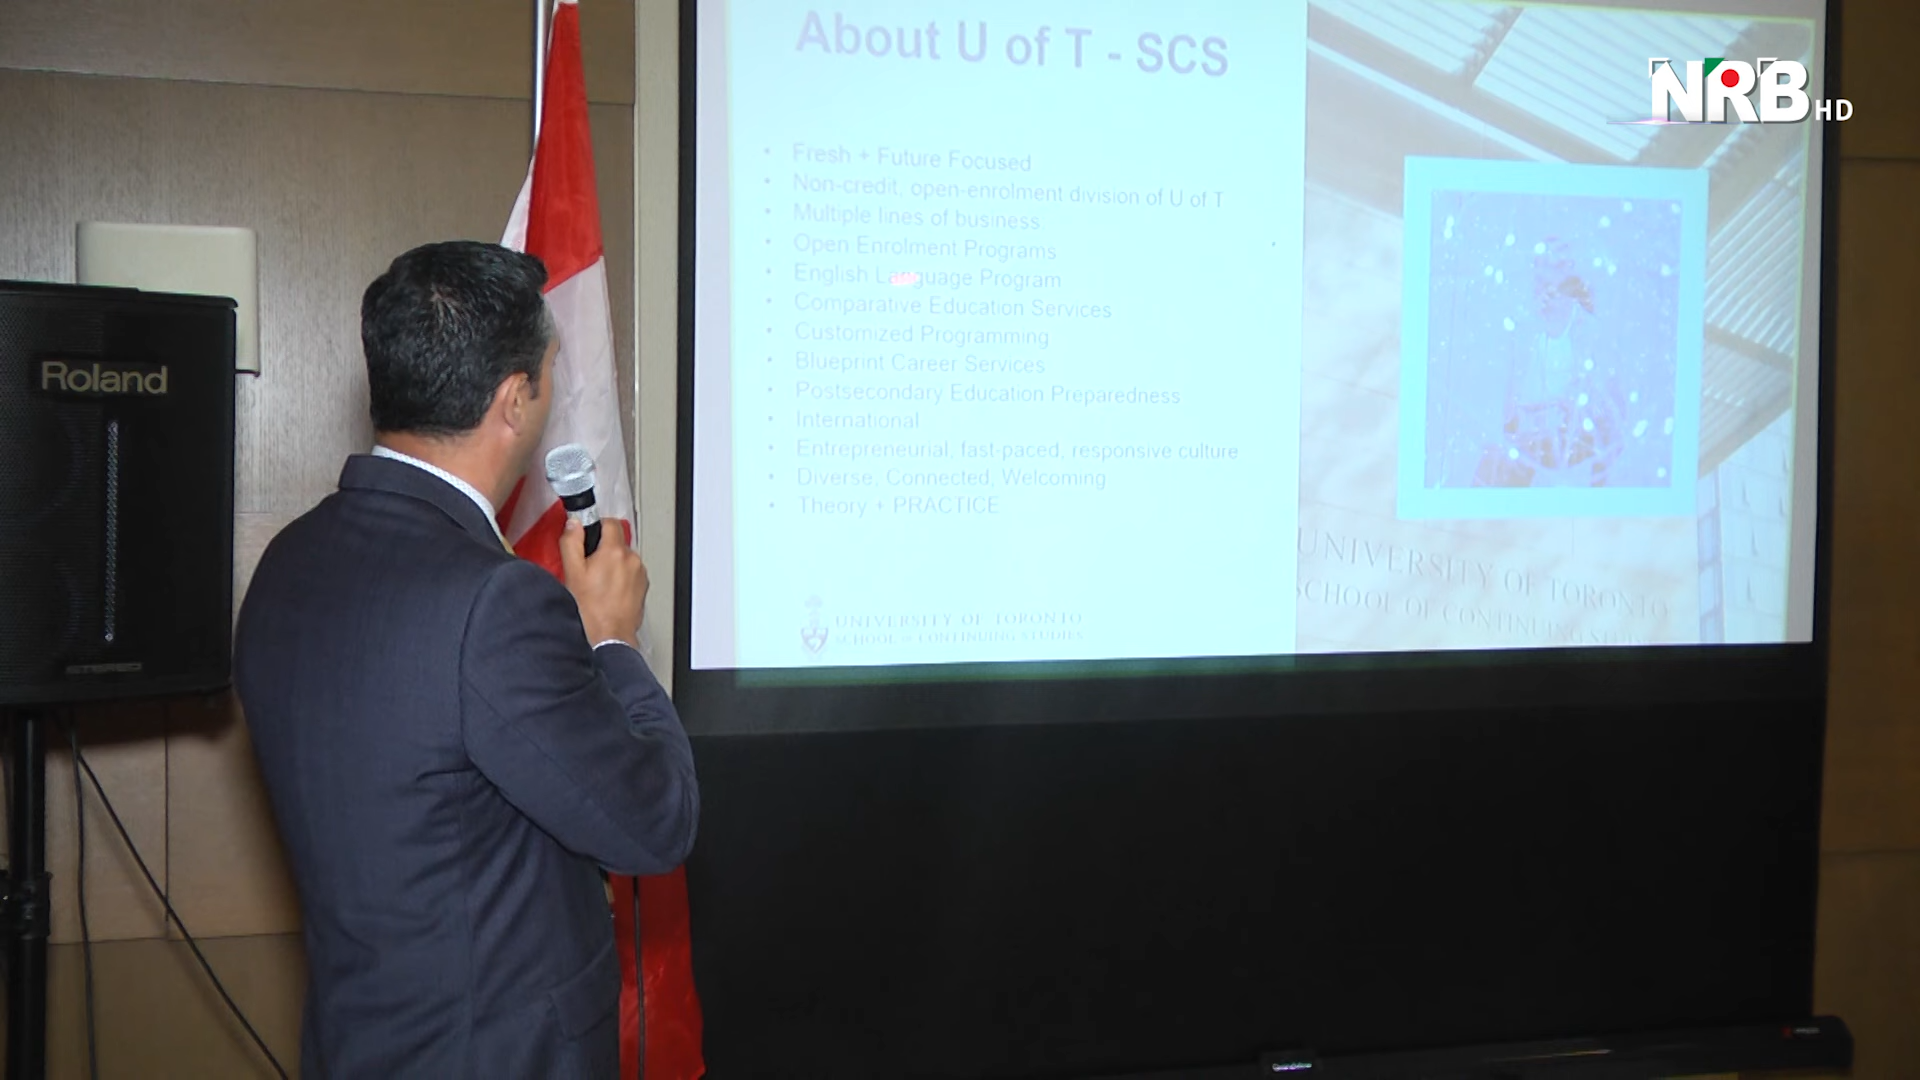 About U of T - SCS
NRB HD
• Fresh + Future Focused
• Non-credit, open-enrolment division of U of T
• Multiple lines of business:
• Open Enrolment Programs
• English Language Program
• Comparative Education Services
• Customized Programming
• Blueprint Career Services
• Postsecondary Education Preparedness
• International
• Entrepreneurial, fast-paced, responsive culture
• Diverse, Connected, Welcoming
• Theory + PRACTICE
UNIVERSITY OF TORONTO
SCHOOL OF CONTINUING STUDIES
UNIVERSITY OF TORONTO
SCHOOL OF CONTINUING
Roland
STEREO